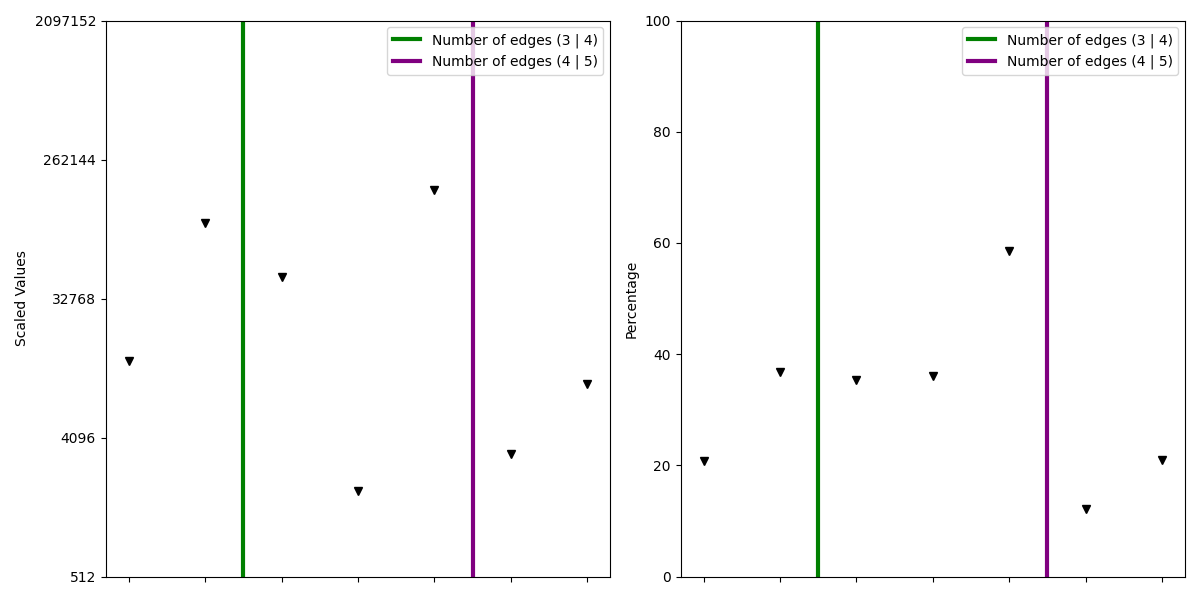 Scaled Values
2097152
262144
32768
4096
512
Number of edges (3 | 4)
Number of edges (4 | 5)
Percentage
100
80
60
40
20
0
Number of edges (3 | 4)
Number of edges (4 | 5)